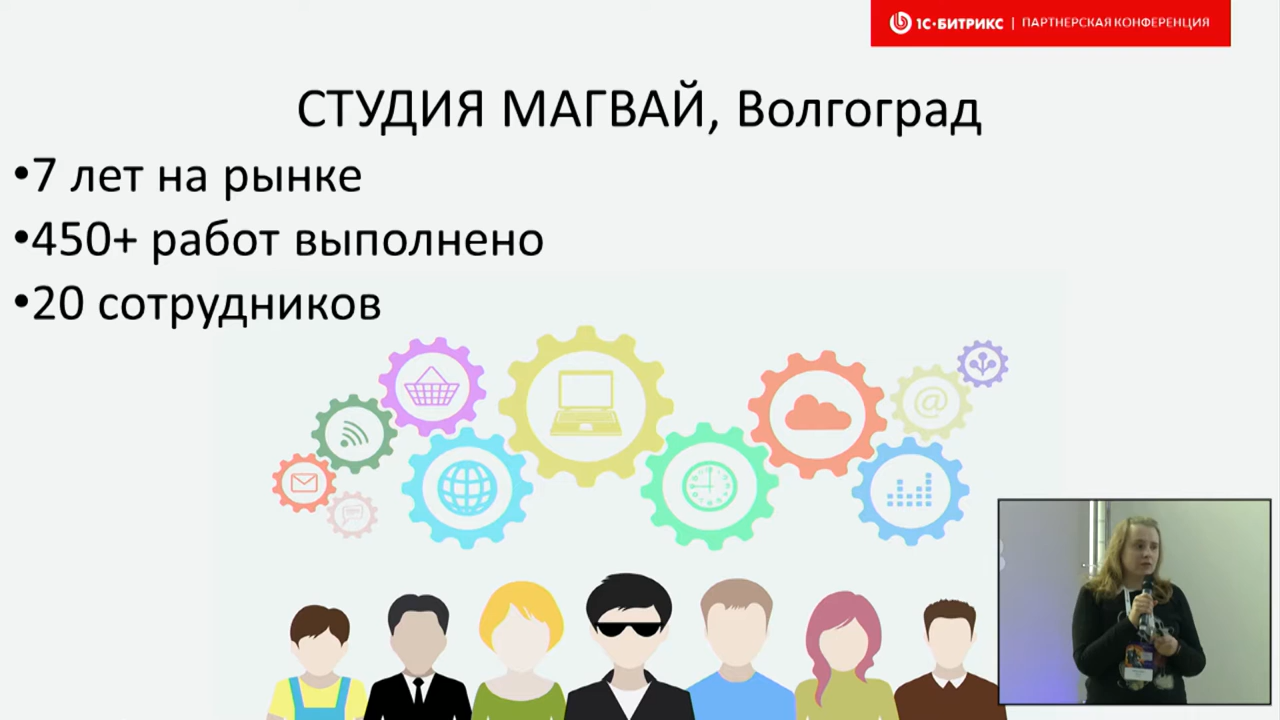 1С-БИТРИКС | ПАРТНЕРСКАЯ КОНФЕРЕНЦИЯ
СТУДИЯ МАГВАЙ, Волгоград
•7 лет на рынке
•450+ работ выполнено
•20 сотрудников
@